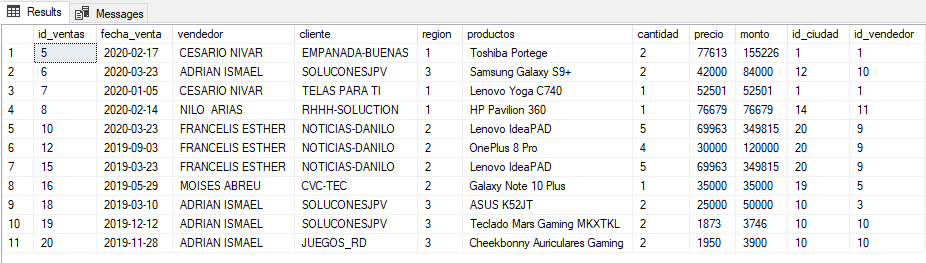 Results Messages
id_ventas fecha_venta vendedor cliente region productos cantidad precio monto id_ciudad id_vendedor
1 5 2020-02-17 CESARIO NIVAR EMPANADA-BUENAS 1 Toshiba Portege 2 77613 155226 1 1
2 6 2020-03-23 ADRIAN ISMAEL SOLUCONESJPV 3 Samsung Galaxy S9+ 2 42000 84000 12 10
3 7 2020-01-05 CESARIO NIVAR TELAS PARA TI 1 Lenovo Yoga C740 1 52501 52501 1 1
4 8 2020-02-14 NILO ARIAS RHHH-SOLUCTION 1 HP Pavilion 360 1 76679 76679 14 11
5 10 2020-03-23 FRANCELIS ESTHER NOTICIAS-DANILO 2 Lenovo IdeaPAD 5 69963 349815 20 9
6 12 2019-09-03 FRANCELIS ESTHER NOTICIAS-DANILO 2 OnePlus 8 Pro 4 30000 120000 20 9
7 15 2019-03-23 FRANCELIS ESTHER NOTICIAS-DANILO 2 Lenovo IdeaPAD 5 69963 349815 20 9
8 16 2019-05-29 MOISES ABREU CVC-TEC 2 Galaxy Note 10 Plus 1 35000 35000 19 5
9 18 2019-03-10 ADRIAN ISMAEL SOLUCONESJPV 3 ASUS K52JT 2 25000 50000 10 3
10 19 2019-12-12 ADRIAN ISMAEL SOLUCONESJPV 3 Teclado Mars Gaming MKXTKL 2 1873 3746 10 10
11 20 2019-11-28 ADRIAN ISMAEL JUEGOS_RD 3 Cheekbonny Auriculares Gaming 2 1950 3900 10 10